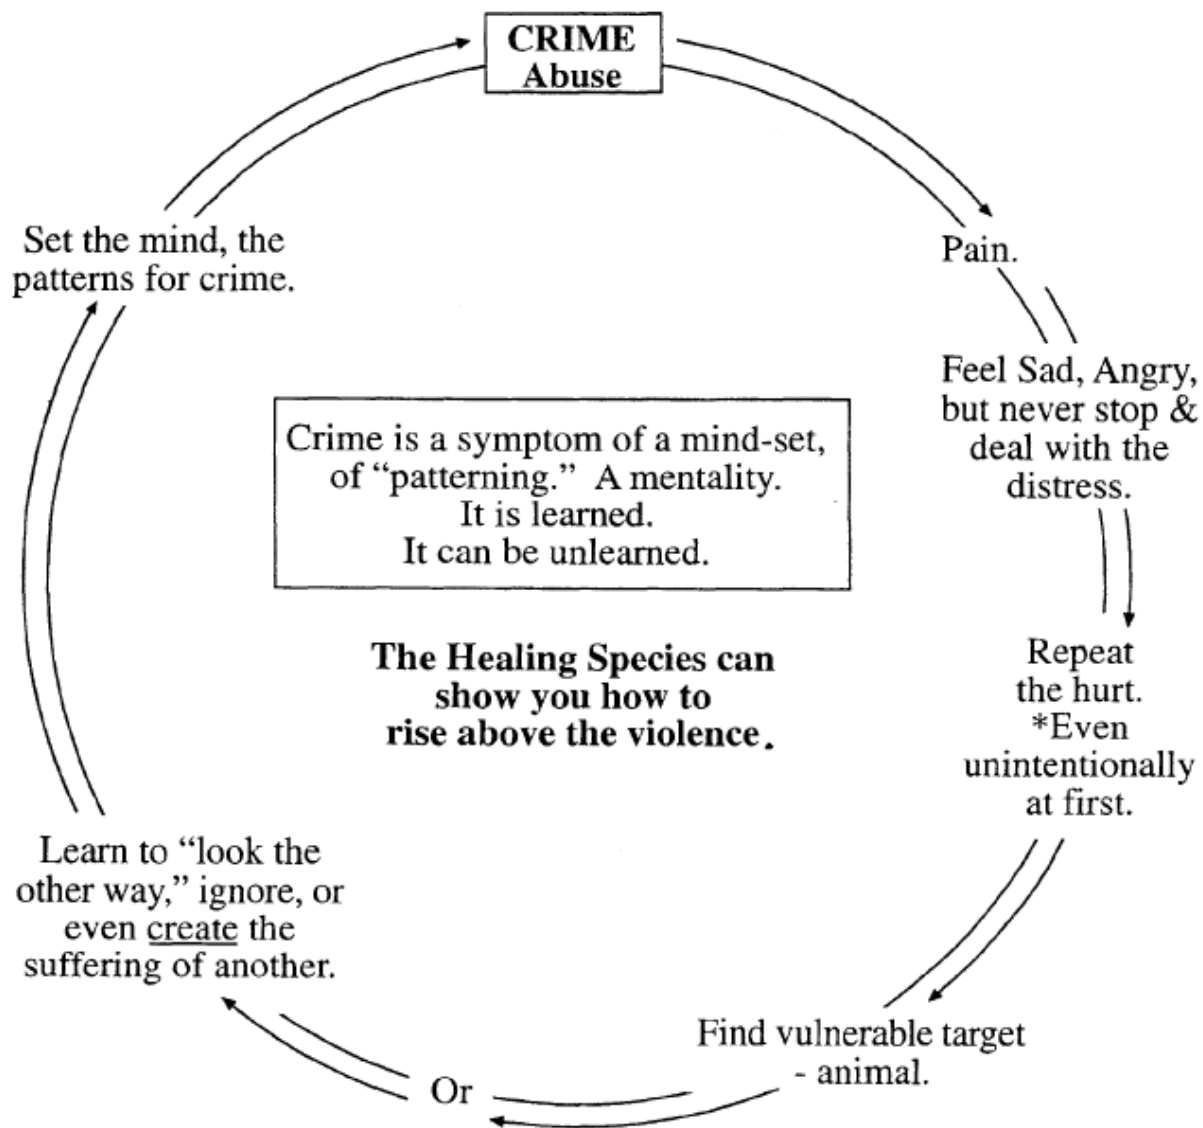 CRIME
Abuse
Pain.
Feel Sad, Angry,
but never stop &
deal with the
distress.
Repeat
the hurt.
*Even
unintentionally
at first.
Find vulnerable target
- animal.
Or
Learn to “look the
other way,” ignore, or
even create the
suffering of another.
Set the mind, the
patterns for crime.
Crime is a symptom of a mind-set,
of “patterning.” A mentality.
It is learned.
It can be unlearned.
The Healing Species can
show you how to
rise above the violence.